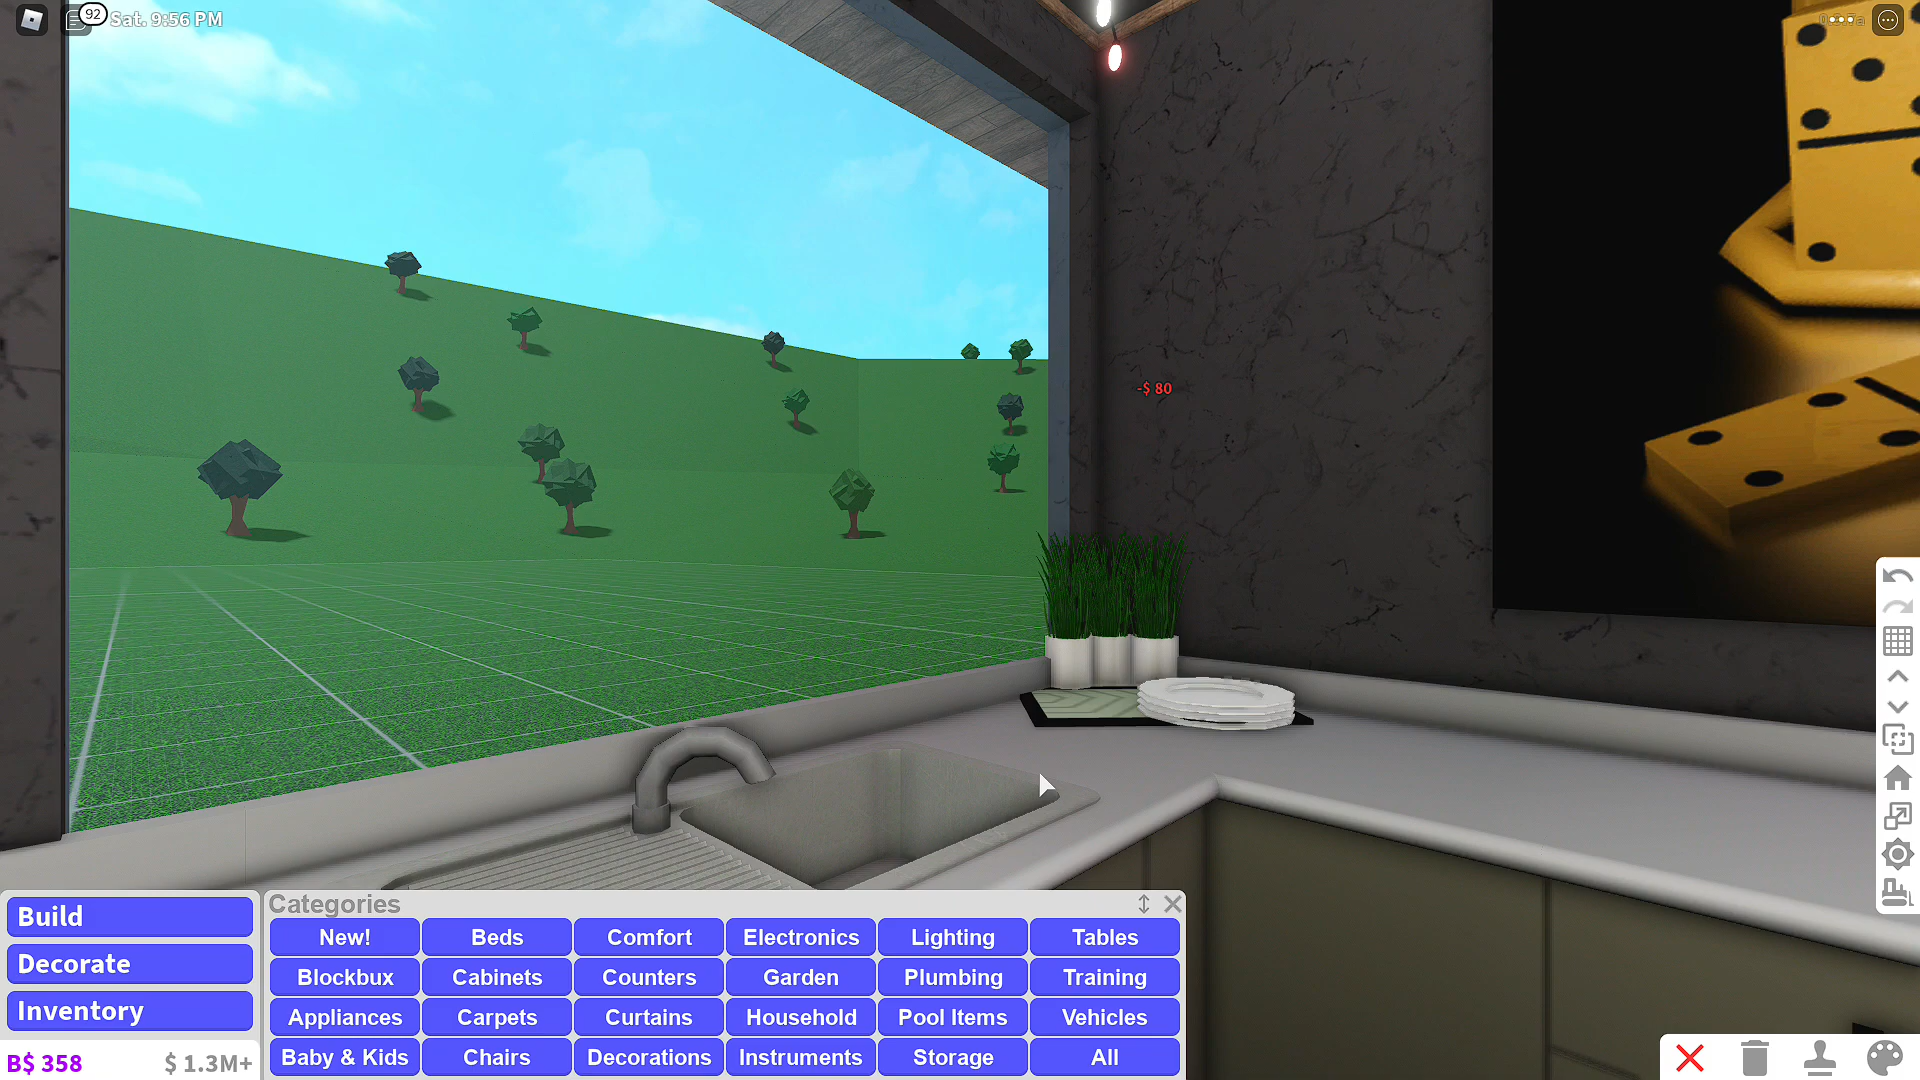 92
Sat. 9:56 PM
-$ 80
Build
Decorate
Inventory
B$ 358
$ 1.3M+
Categories
New!
Beds
Comfort
Electronics
Lighting
Tables
Blockbux
Cabinets
Counters
Garden
Plumbing
Training
Appliances
Carpets
Curtains
Household
Pool Items
Vehicles
Baby & Kids
Chairs
Decorations
Instruments
Storage
All